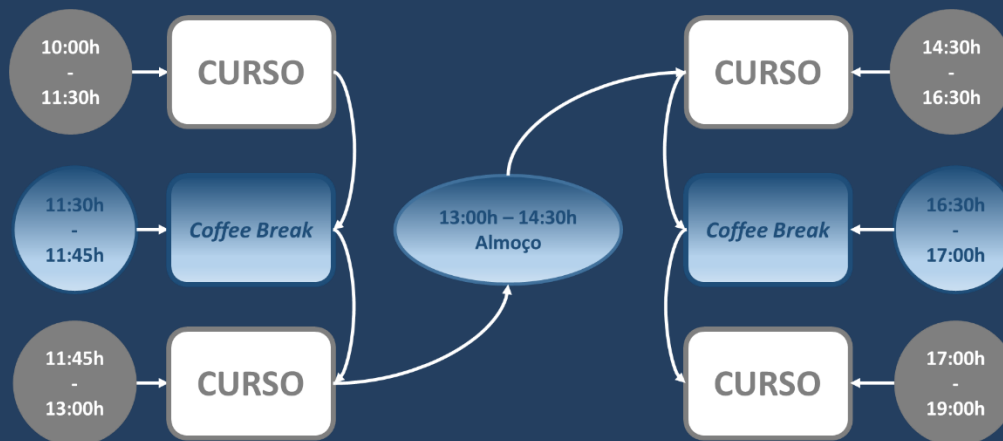 10:00h
-
11:30h
CURSO
11:30h
-
11:45h
Coffee Break
11:45h
-
13:00h
CURSO
13:00h – 14:30h
Almoço
CURSO
14:30h
-
16:30h
Coffee Break
16:30h
-
17:00h
CURSO
17:00h
-
19:00h